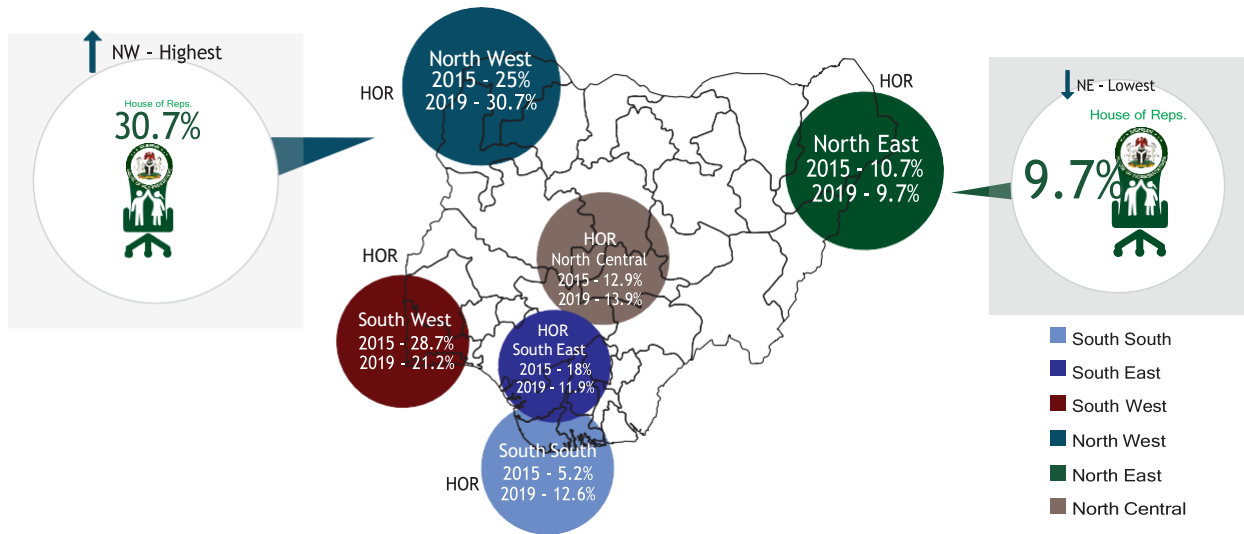 NW - Highest
House of Reps.
30.7%
HOR
North West
2015 - 25%
2019 - 30.7%
HOR
North East
2015 - 10.7%
2019 - 9.7%
NE - Lowest
House of Reps.
9.7%
HOR
North Central
2015 - 12.9%
2019 - 13.9%
HOR
South West
2015 - 28.7%
2019 - 21.2%
HOR
South East
2015 - 18%
2019 - 11.9%
HOR
South South
2015 - 5.2%
2019 - 12.6%
South South
South East
South West
North West
North East
North Central